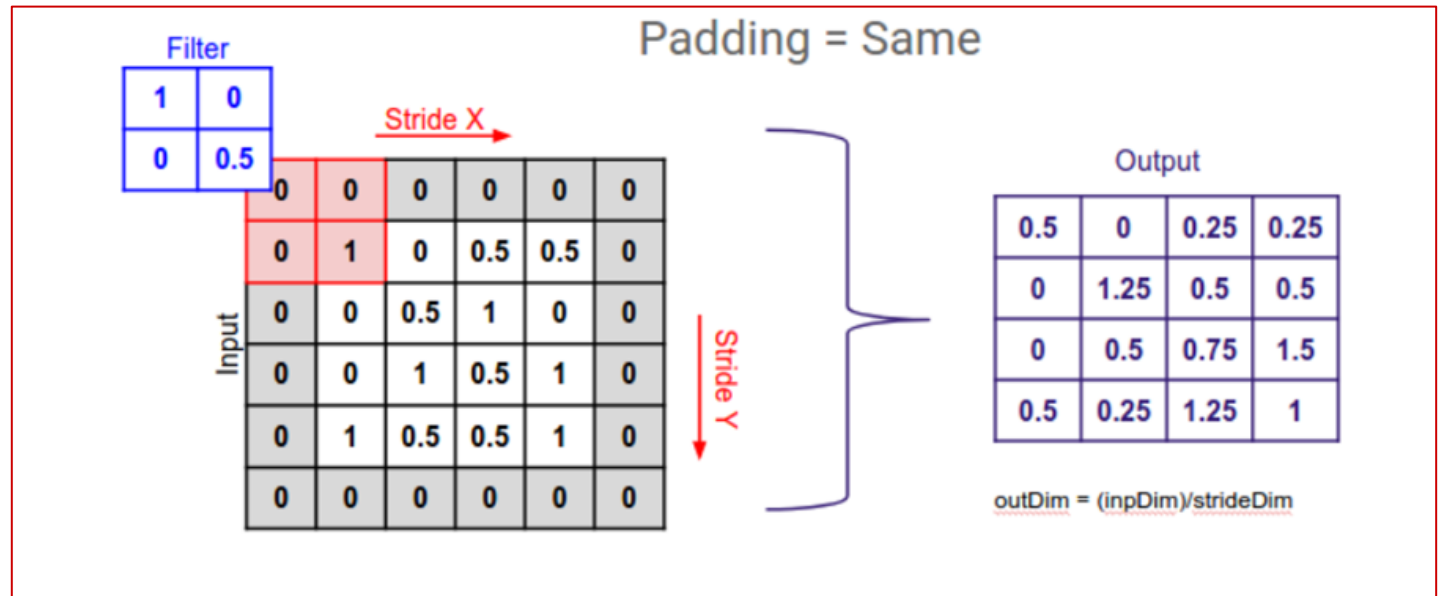 Padding = Same
Filter
1 0
0 0.5
Stride X
Input
0 0 0 0 0 0
0 1 0 0.5 0.5 0
0 0 0.5 1 0 0
0 0 1 0.5 1 0
0 1 0.5 0.5 1 0
0 0 0 0 0 0
Stride Y
Output
0.5 0 0.25 0.25
0 1.25 0.5 0.5
0 0.5 0.75 1.5
0.5 0.25 1.25 1
outDim = (inpDim)/strideDim